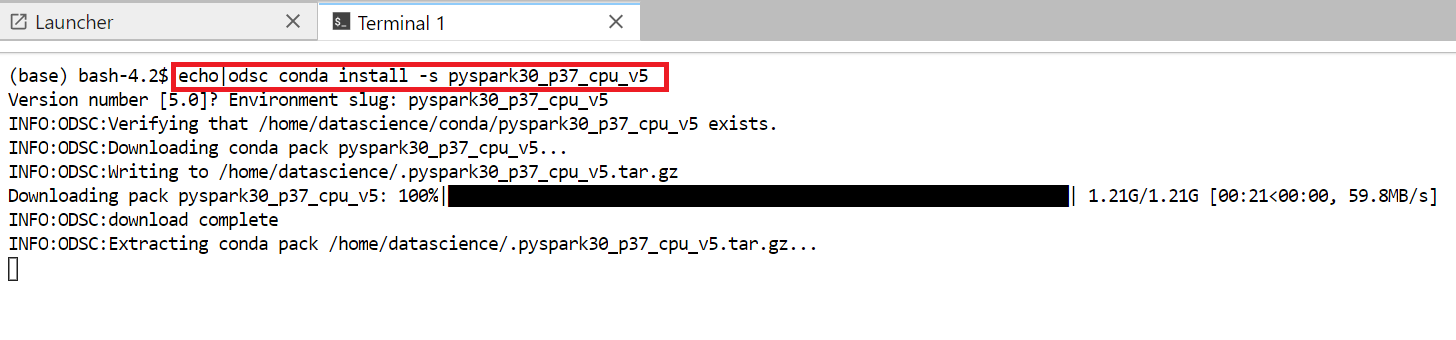 Launcher
$_ Terminal 1
(base) bash-4.2$ echo|odsc conda install -s pyspark30_p37_cpu_v5
Version number [5.0]? Environment slug: pyspark30_p37_cpu_v5
INFO:ODSC:Verifying that /home/datascience/conda/pyspark30_p37_cpu_v5 exists.
INFO:ODSC:Downloading conda pack pyspark30_p37_cpu_v5...
INFO:ODSC:Writing to /home/datascience/.pyspark30_p37_cpu_v5.tar.gz
Downloading pack pyspark30_p37_cpu_v5: 100%|██████████| 1.21G/1.21G [00:21<00:00, 59.8MB/s]
INFO:ODSC:download complete
INFO:ODSC:Extracting conda pack /home/datascience/.pyspark30_p37_cpu_v5.tar.gz...